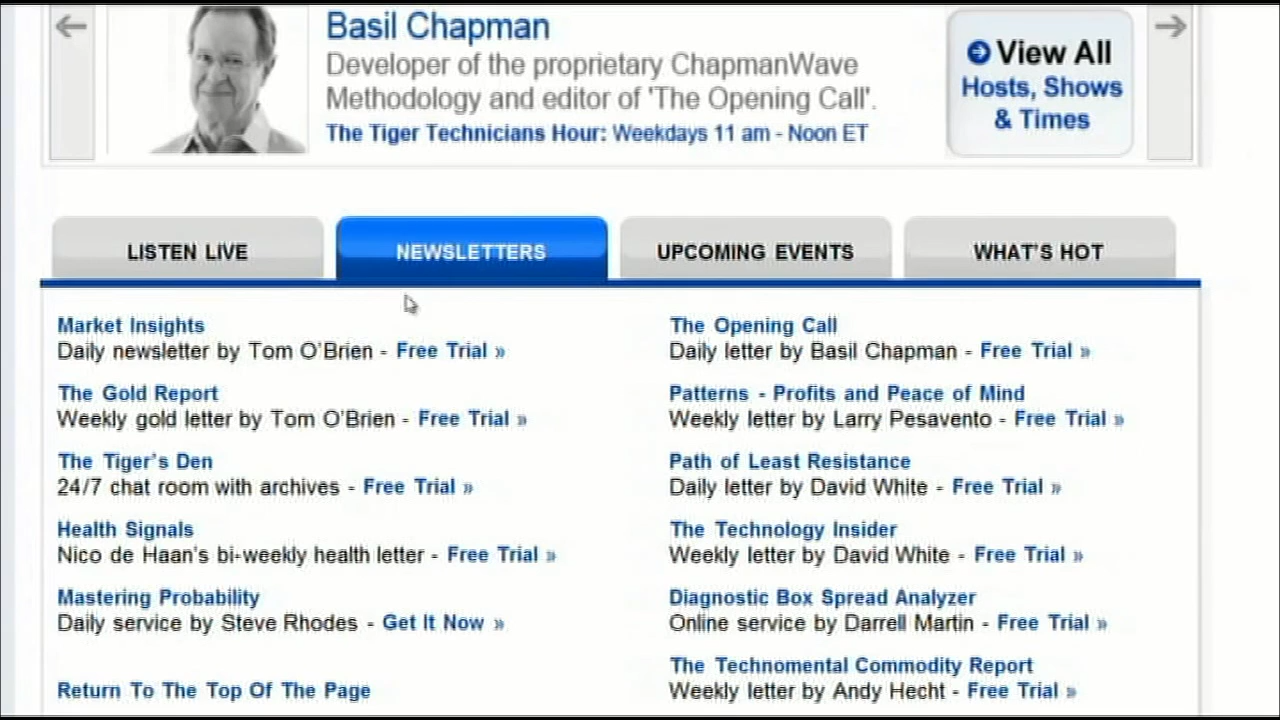 Basil Chapman
Developer of the proprietary ChapmanWave
Methodology and editor of 'The Opening Call'.
The Tiger Technicians Hour: Weekdays 11 am - Noon ET
View All
Hosts, Shows
& Times
LISTEN LIVE
NEWSLETTERS
UPCOMING EVENTS
WHAT'S HOT
Market Insights
Daily newsletter by Tom O'Brien - Free Trial »
The Gold Report
Weekly gold letter by Tom O'Brien - Free Trial »
The Tiger's Den
24/7 chat room with archives - Free Trial »
Health Signals
Nico de Haan's bi-weekly health letter - Free Trial »
Mastering Probability
Daily service by Steve Rhodes - Get It Now »
Return To The Top Of The Page
The Opening Call
Daily letter by Basil Chapman - Free Trial »
Patterns - Profits and Peace of Mind
Weekly letter by Larry Pesavento - Free Trial »
Path of Least Resistance
Daily letter by David White - Free Trial »
The Technology Insider
Weekly letter by David White - Free Trial »
Diagnostic Box Spread Analyzer
Online service by Darrell Martin - Free Trial »
The Technomental Commodity Report
Weekly letter by Andy Hecht - Free Trial »